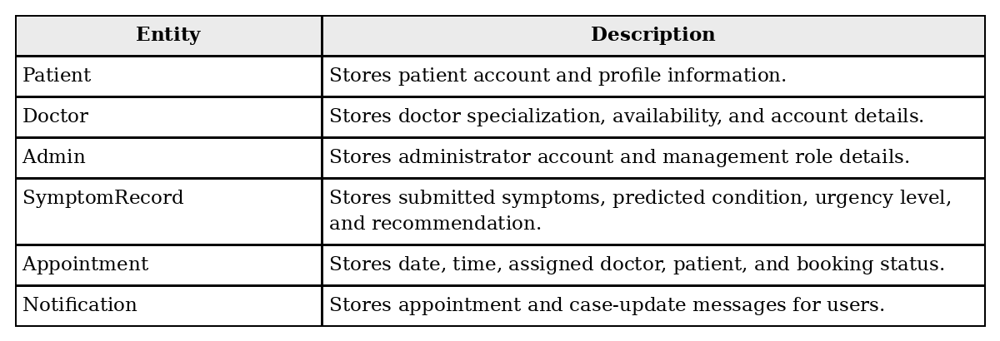 Entity Description
Patient Stores patient account and profile information.
Doctor Stores doctor specialization, availability, and account details.
Admin Stores administrator account and management role details.
SymptomRecord Stores submitted symptoms, predicted condition, urgency level,
and recommendation.
Appointment Stores date, time, assigned doctor, patient, and booking status.
Notification Stores appointment and case-update messages for users.